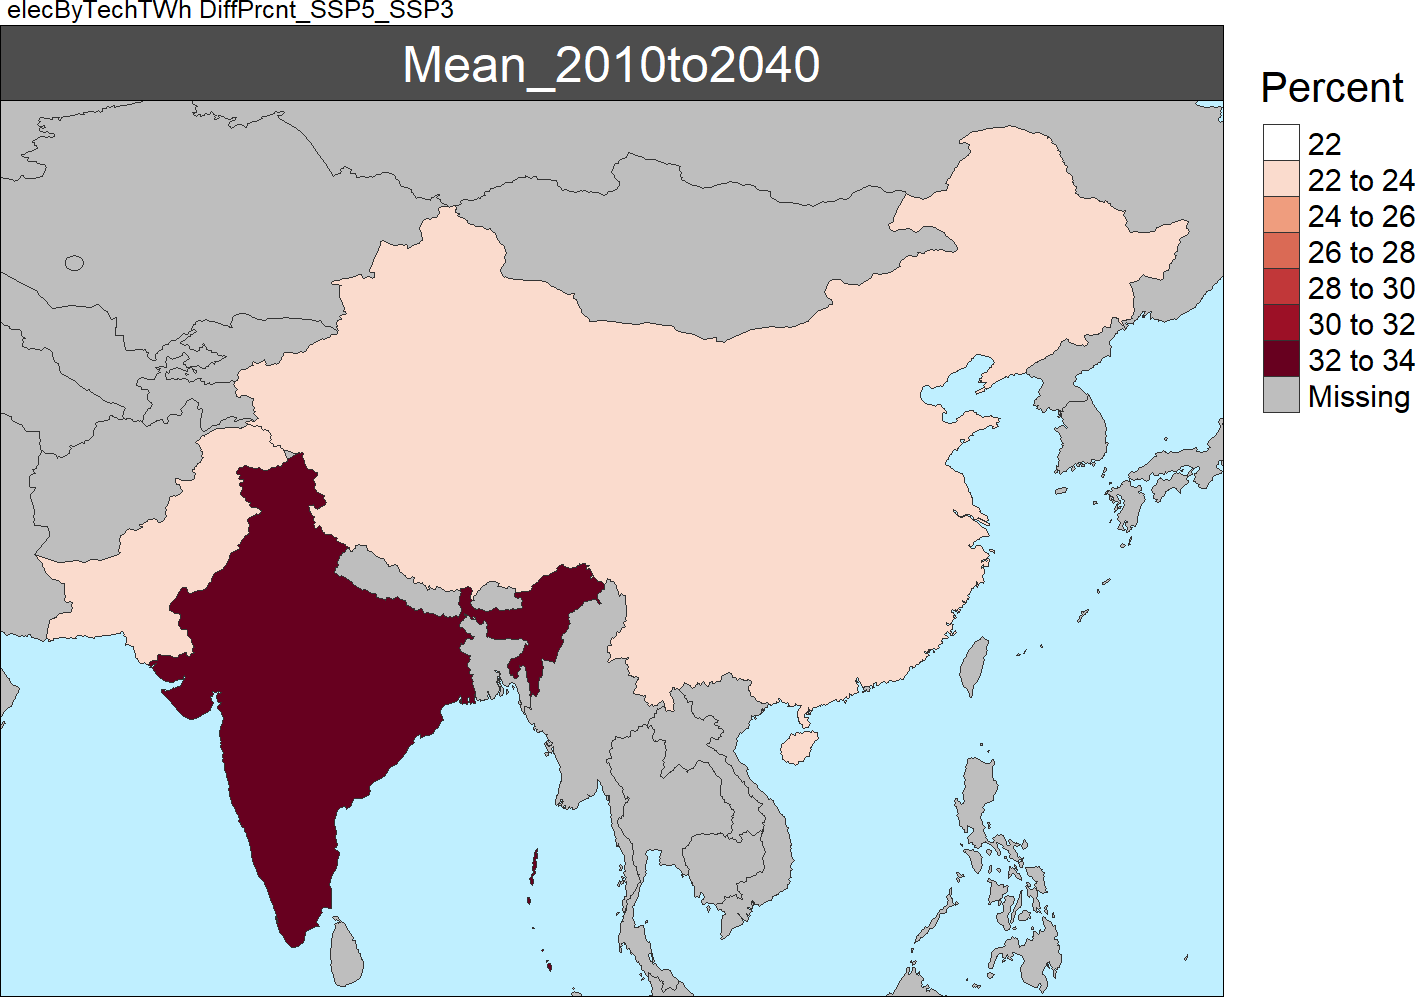 elecByTechTWh DiffPrcnt_SSP5_SSP3
Mean_2010to2040
Percent
22
22 to 24
24 to 26
26 to 28
28 to 30
30 to 32
32 to 34
Missing